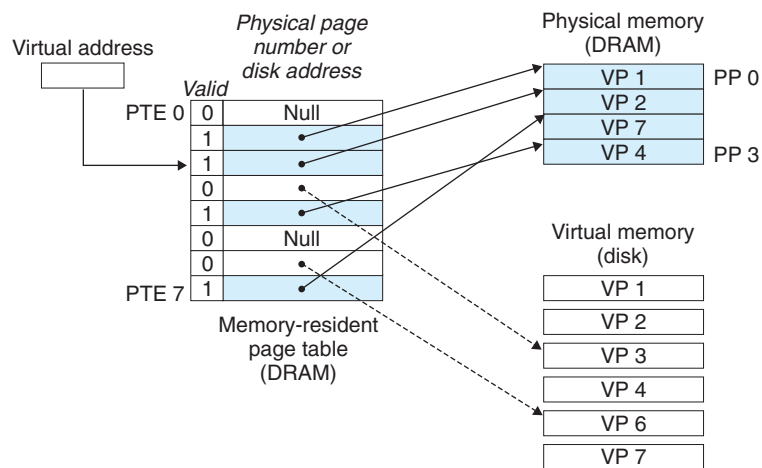 Virtual address
Physical page
number or
disk address
Valid
PTE 0
0
Null
1
1
0
1
0
Null
0
PTE 7
1
Memory-resident
page table
(DRAM)
Physical memory
(DRAM)
VP 1
PP 0
VP 2
VP 7
VP 4
PP 3
Virtual memory
(disk)
VP 1
VP 2
VP 3
VP 4
VP 6
VP 7